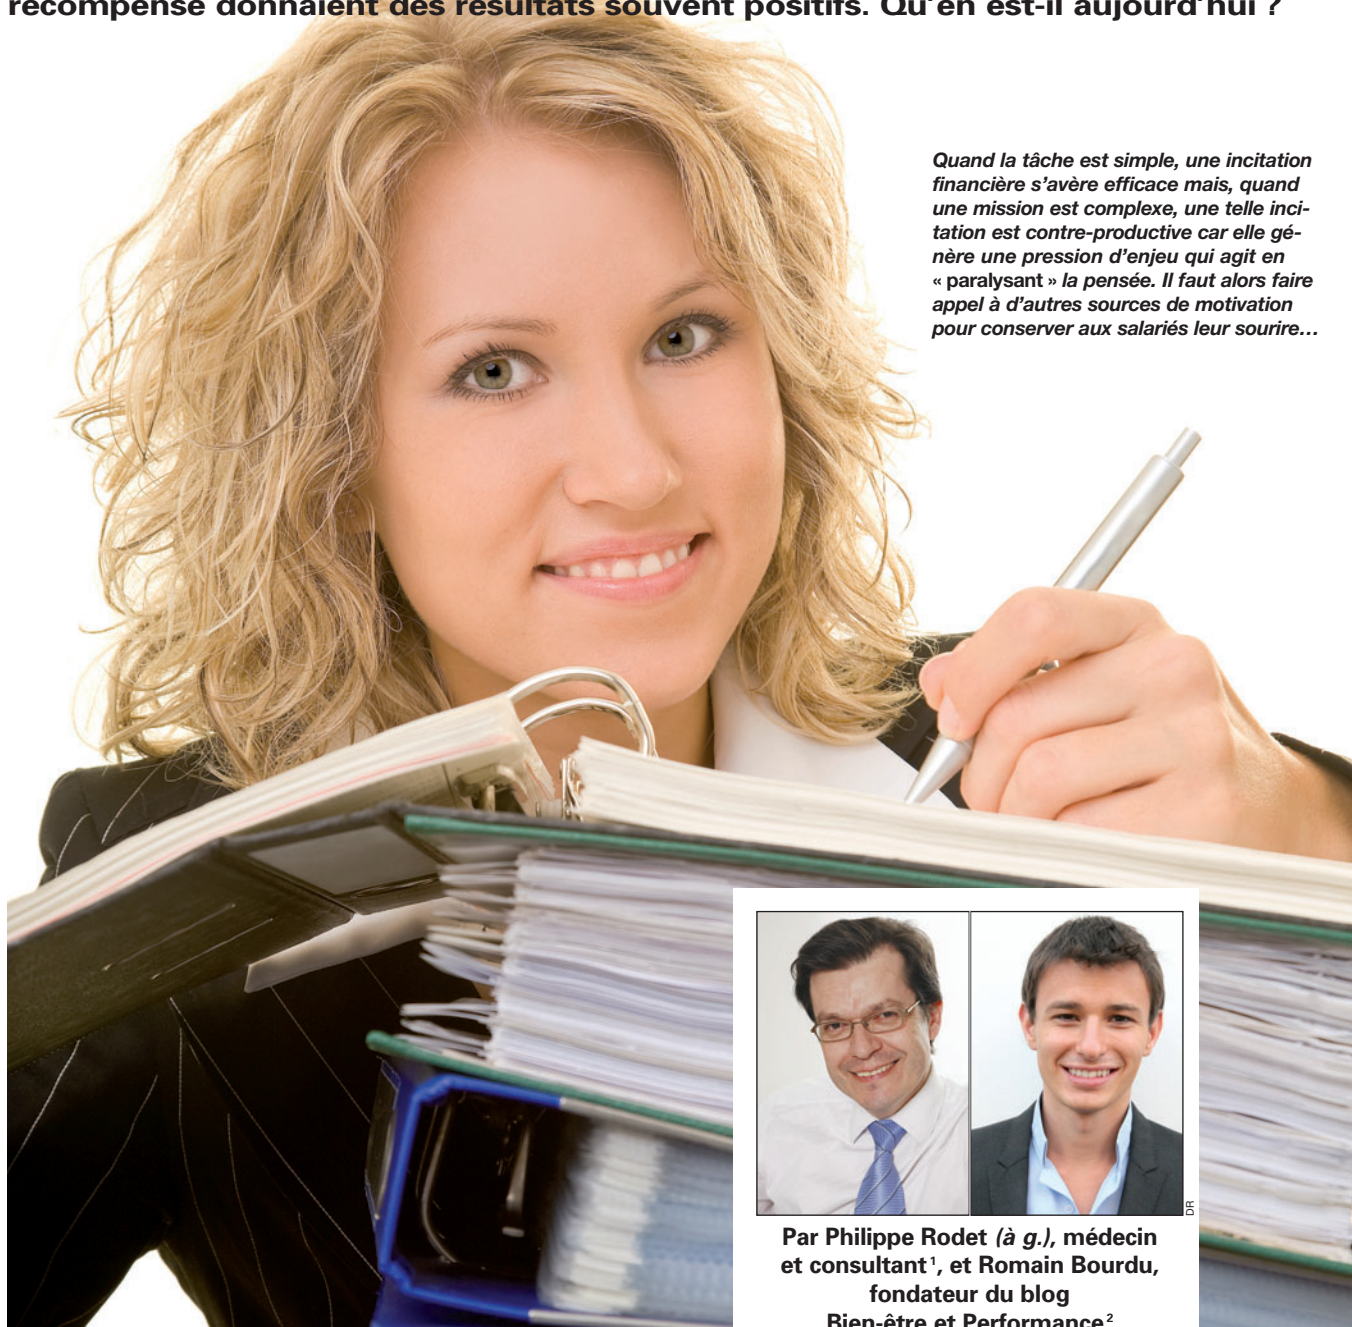 récompense donnaient des résultats souvent positifs. Qu'en est-il aujourd'hui ?
Quand la tâche est simple, une incitation
financière s'avère efficace mais, quand
une mission est complexe, une telle inci-
tation est contre-productive car elle gé-
nère une pression d'enjeu qui agit en
« paralysant » la pensée. Il faut alors faire
appel à d'autres sources de motivation
pour conserver aux salariés leur sourire…
DR
Par Philippe Rodet (à g.), médecin
et consultant¹, et Romain Bourdu,
fondateur du blog
Bien-être et Performance²